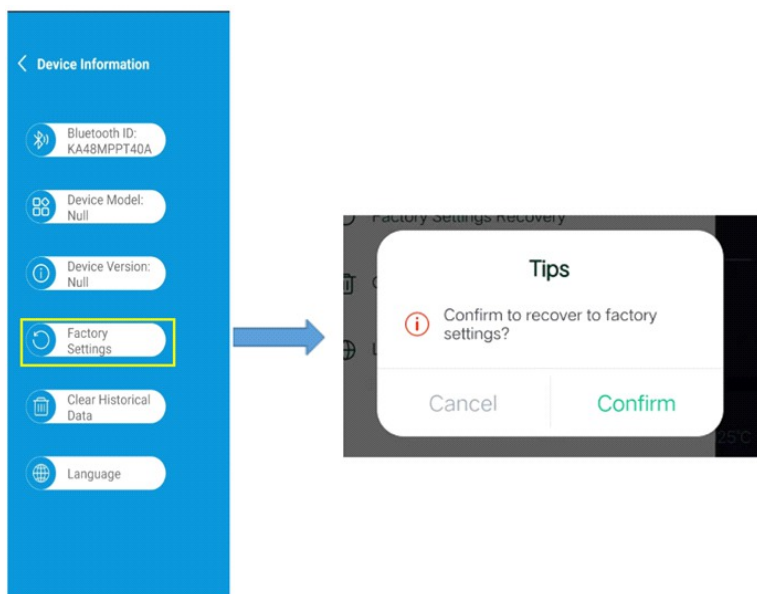 Device Information
Bluetooth ID:
KA48MPPT40A
Device Model:
Null
Device Version:
Null
Factory
Settings
Clear Historical
Data
Language
Factory Settings Recovery
Tips
Confirm to recover to factory
settings?
Cancel
Confirm
25°C